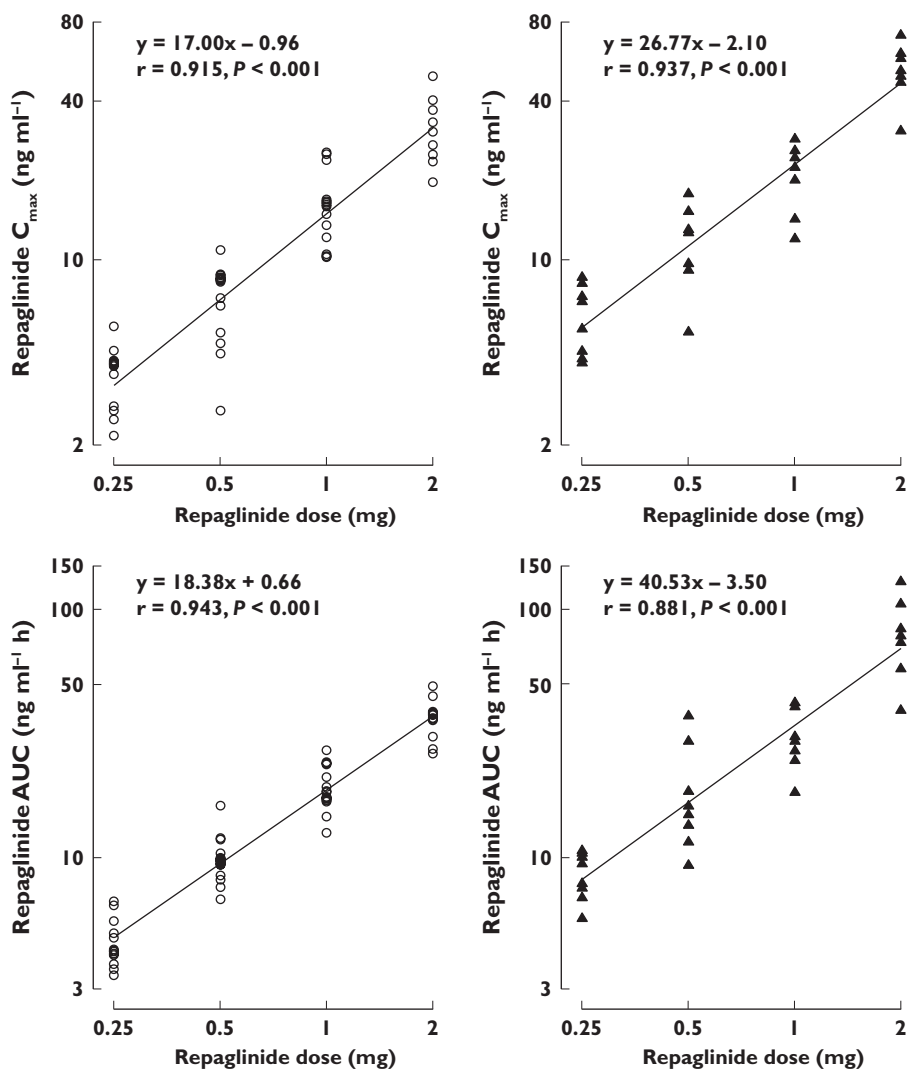 80
40
10
2
Repaglinide Cmax (ng ml⁻¹)
y = 17.00x – 0.96
r = 0.915, P < 0.001
0.25 0.5 1 2
Repaglinide dose (mg)
80
40
10
2
Repaglinide Cmax (ng ml⁻¹)
y = 26.77x – 2.10
r = 0.937, P < 0.001
0.25 0.5 1 2
Repaglinide dose (mg)
150
100
50
10
3
Repaglinide AUC (ng ml⁻¹ h)
y = 18.38x + 0.66
r = 0.943, P < 0.001
0.25 0.5 1 2
Repaglinide dose (mg)
150
100
50
10
3
Repaglinide AUC (ng ml⁻¹ h)
y = 40.53x – 3.50
r = 0.881, P < 0.001
0.25 0.5 1 2
Repaglinide dose (mg)